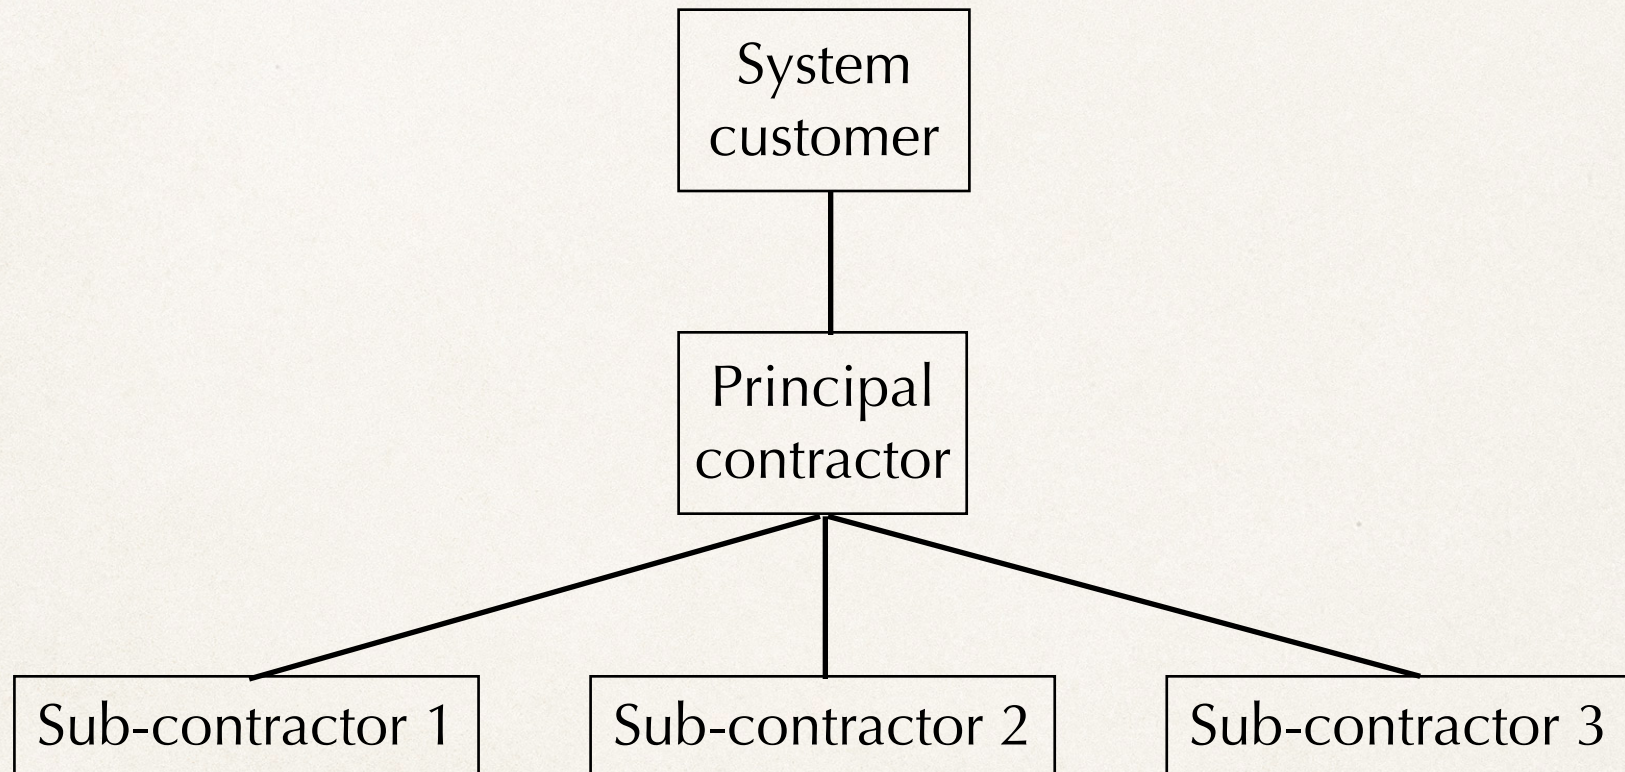 System
customer
Principal
contractor
Sub-contractor 1
Sub-contractor 2
Sub-contractor 3